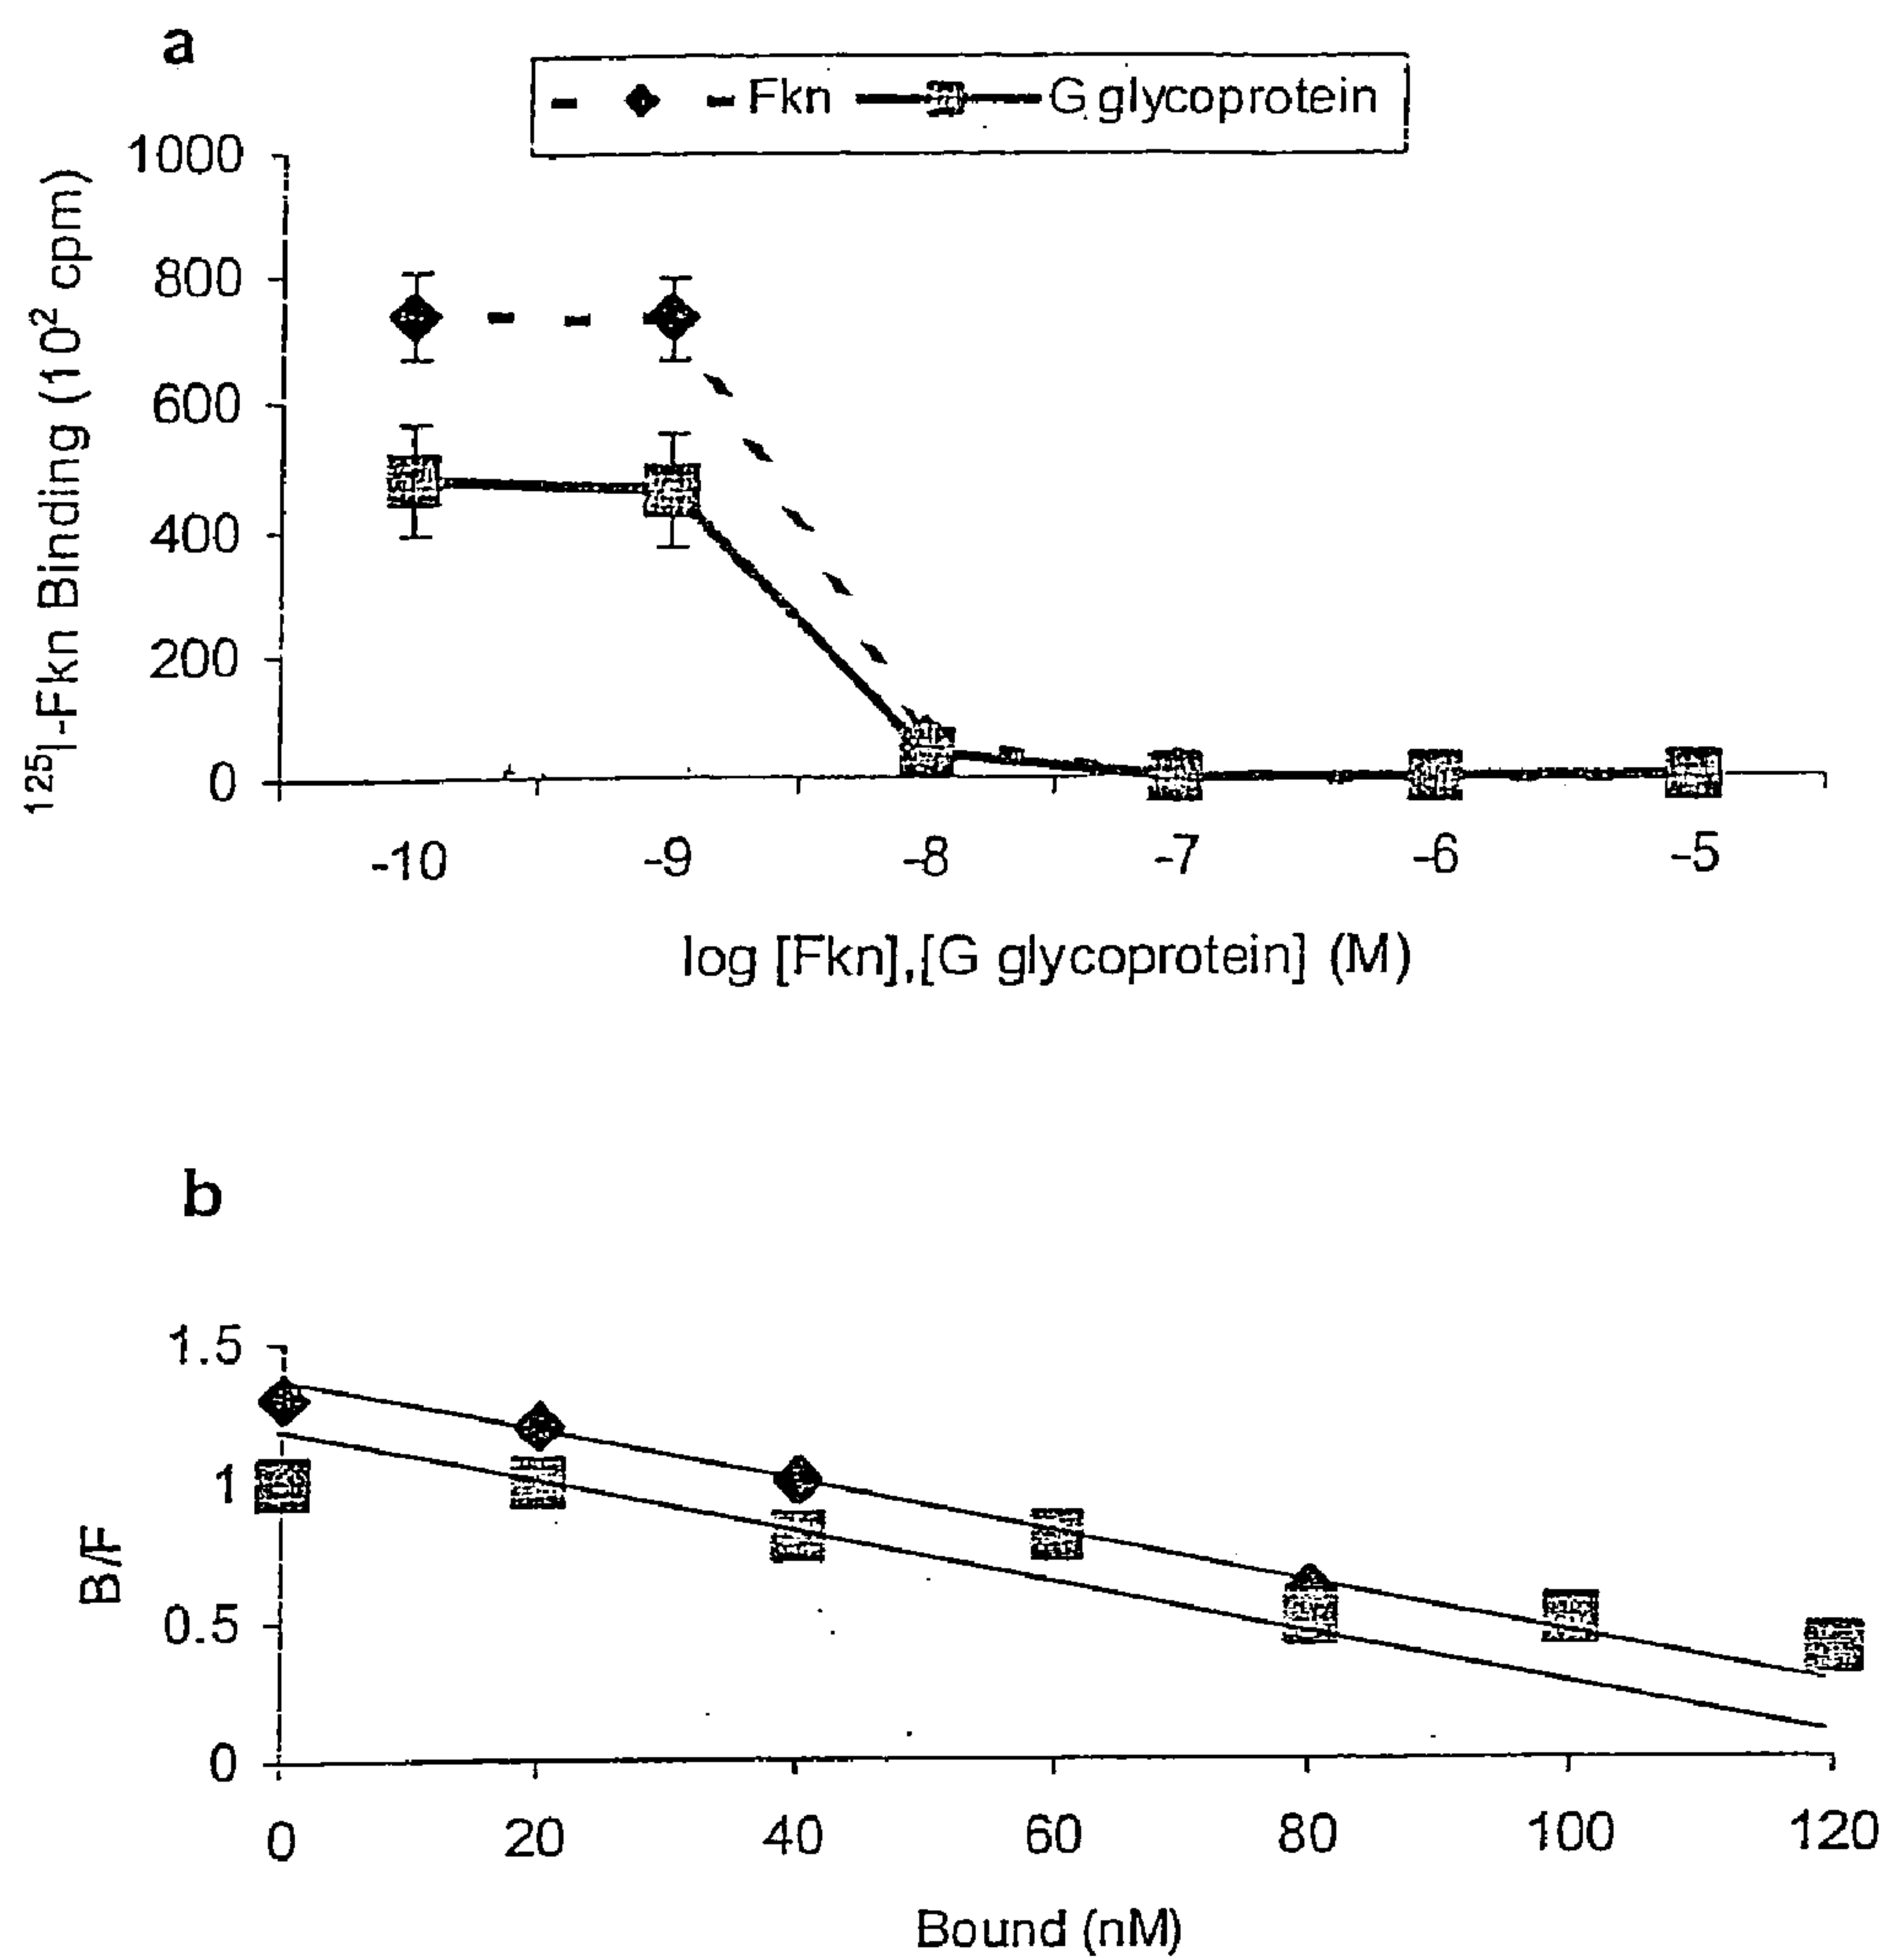 a
Fkn G glycoprotein
1000
800
600
400
200
0
¹²⁵I-Fkn Binding (10² cpm)
-10 -9 -8 -7 -6 -5
log [Fkn],[G glycoprotein] (M)
b
1.5
1
0.5
0
B/F
0 20 40 60 80 100 120
Bound (nM)